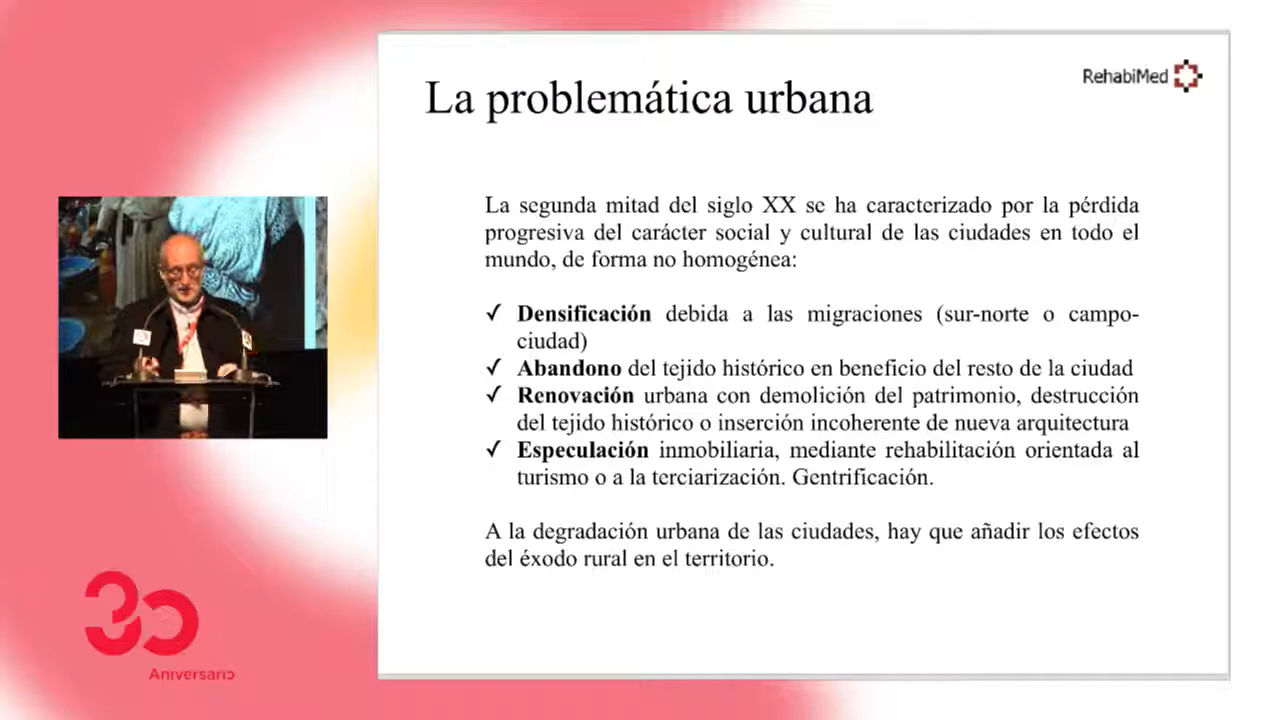 La problemática urbana
RehabiMed
La segunda mitad del siglo XX se ha caracterizado por la pérdida
progresiva del carácter social y cultural de las ciudades en todo el
mundo, de forma no homogénea:
✓ Densificación debida a las migraciones (sur-norte o campo-
ciudad)
✓ Abandono del tejido histórico en beneficio del resto de la ciudad
✓ Renovación urbana con demolición del patrimonio, destrucción
del tejido histórico o inserción incoherente de nueva arquitectura
✓ Especulación inmobiliaria, mediante rehabilitación orientada al
turismo o a la terciarización. Gentrificación.
A la degradación urbana de las ciudades, hay que añadir los efectos
del éxodo rural en el territorio.
30
Aniversario